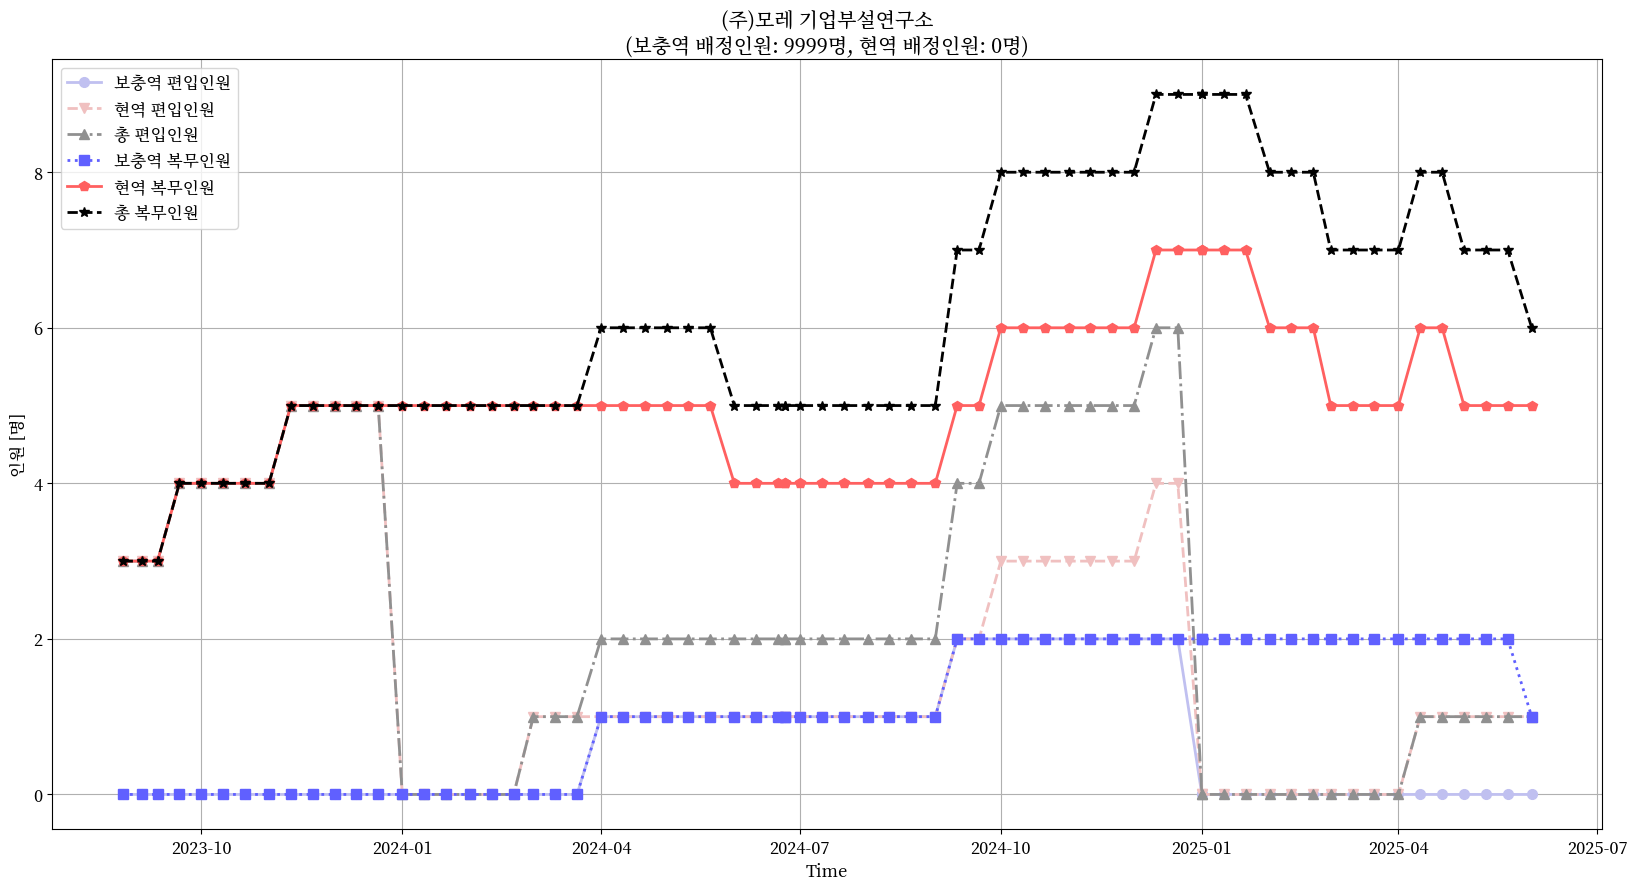 (주)모레 기업부설연구소
(보충역 배정인원: 9999명, 현역 배정인원: 0명)
보충역 편입인원
현역 편입인원
총 편입인원
보충역 복무인원
현역 복무인원
총 복무인원
인원 [명]
8
6
4
2
0
2023-10
2024-01
2024-04
2024-07
2024-10
2025-01
2025-04
2025-07
Time